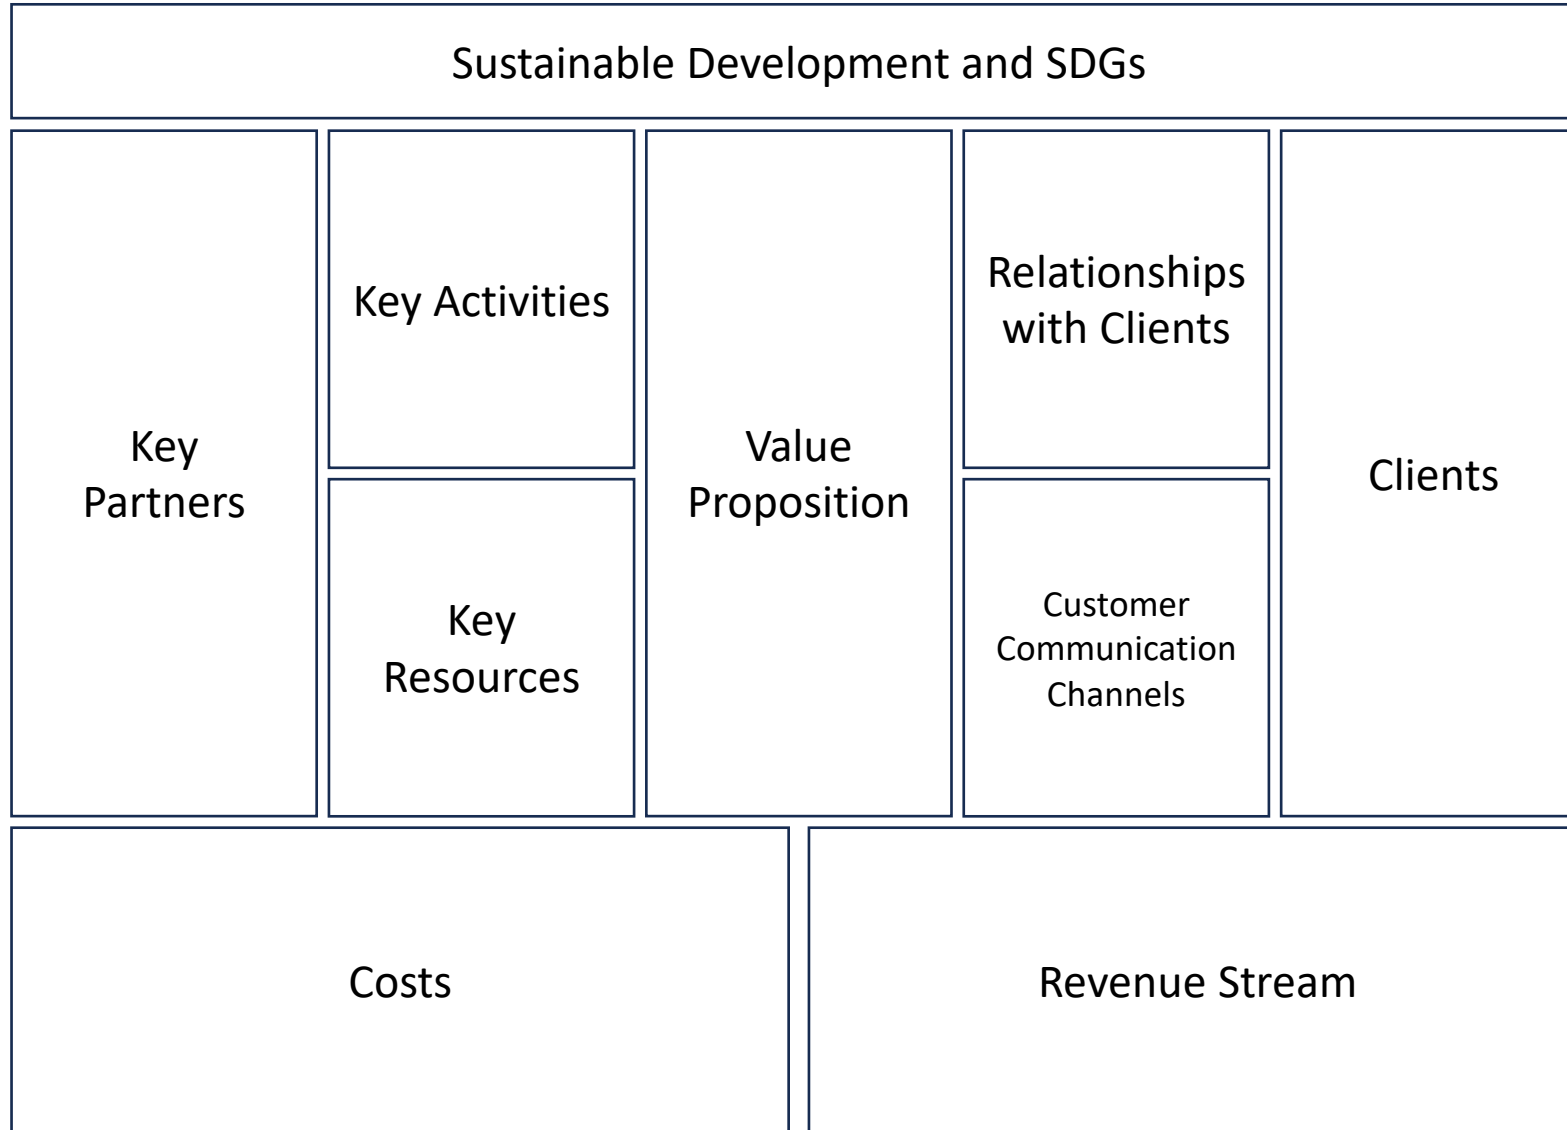 Sustainable Development and SDGs
Key
Partners
Key Activities
Key
Resources
Value
Proposition
Relationships
with Clients
Customer
Communication
Channels
Clients
Costs
Revenue Stream